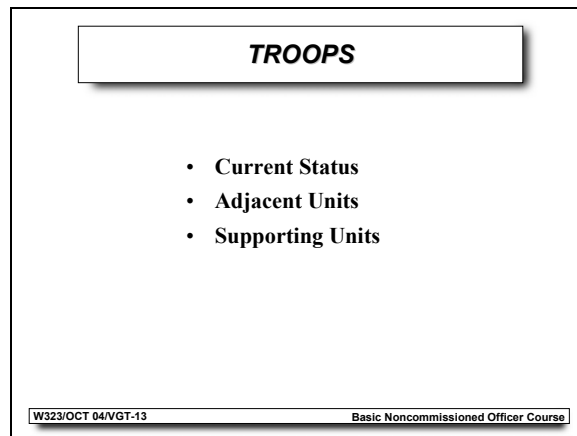 TROOPS
• Current Status
• Adjacent Units
• Supporting Units
W323/OCT 04/VGT-13 Basic Noncommissioned Officer Course